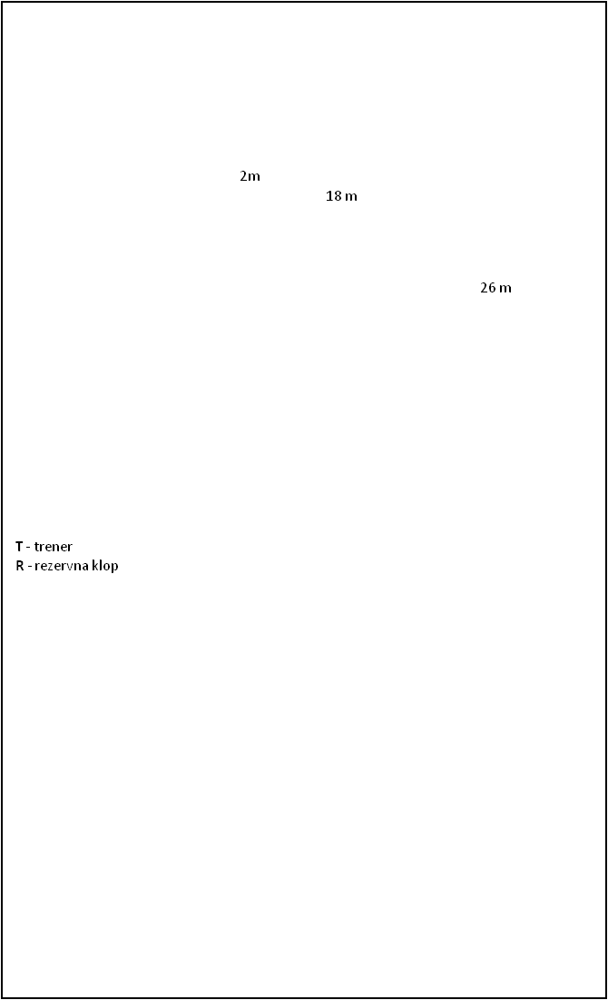 2m
18 m
26 m
T - trener
R - rezervna klop